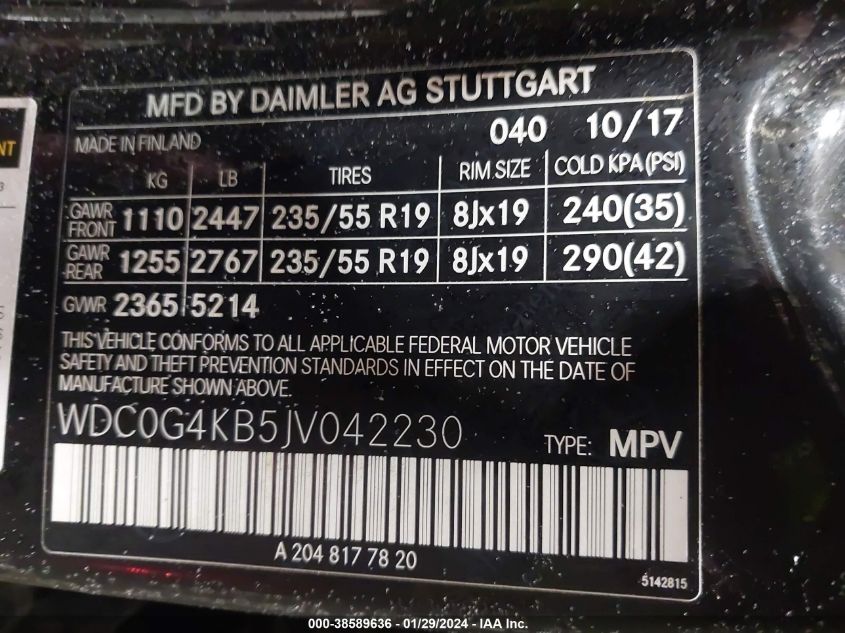 MFD BY DAIMLER AG STUTTGART
MADE IN FINLAND 040 10/17
KG LB TIRES RIM SIZE COLD KPA(PSI)
GAWR FRONT 1110 2447 235/55 R19 8Jx19 240(35)
GAWR -REAR 1255 2767 235/55 R19 8Jx19 290(42)
GVWR 2365 5214
THIS VEHICLE CONFORMS TO ALL APPLICABLE FEDERAL MOTOR VEHICLE
SAFETY AND THEFT PREVENTION STANDARDS IN EFFECT ON THE DATE OF
MANUFACTURE SHOWN ABOVE.
WDC0G4KB5JV042230 TYPE: MPV
A 204 817 78 20
5142815
000-38589636 - 01/29/2024 - IAA Inc.